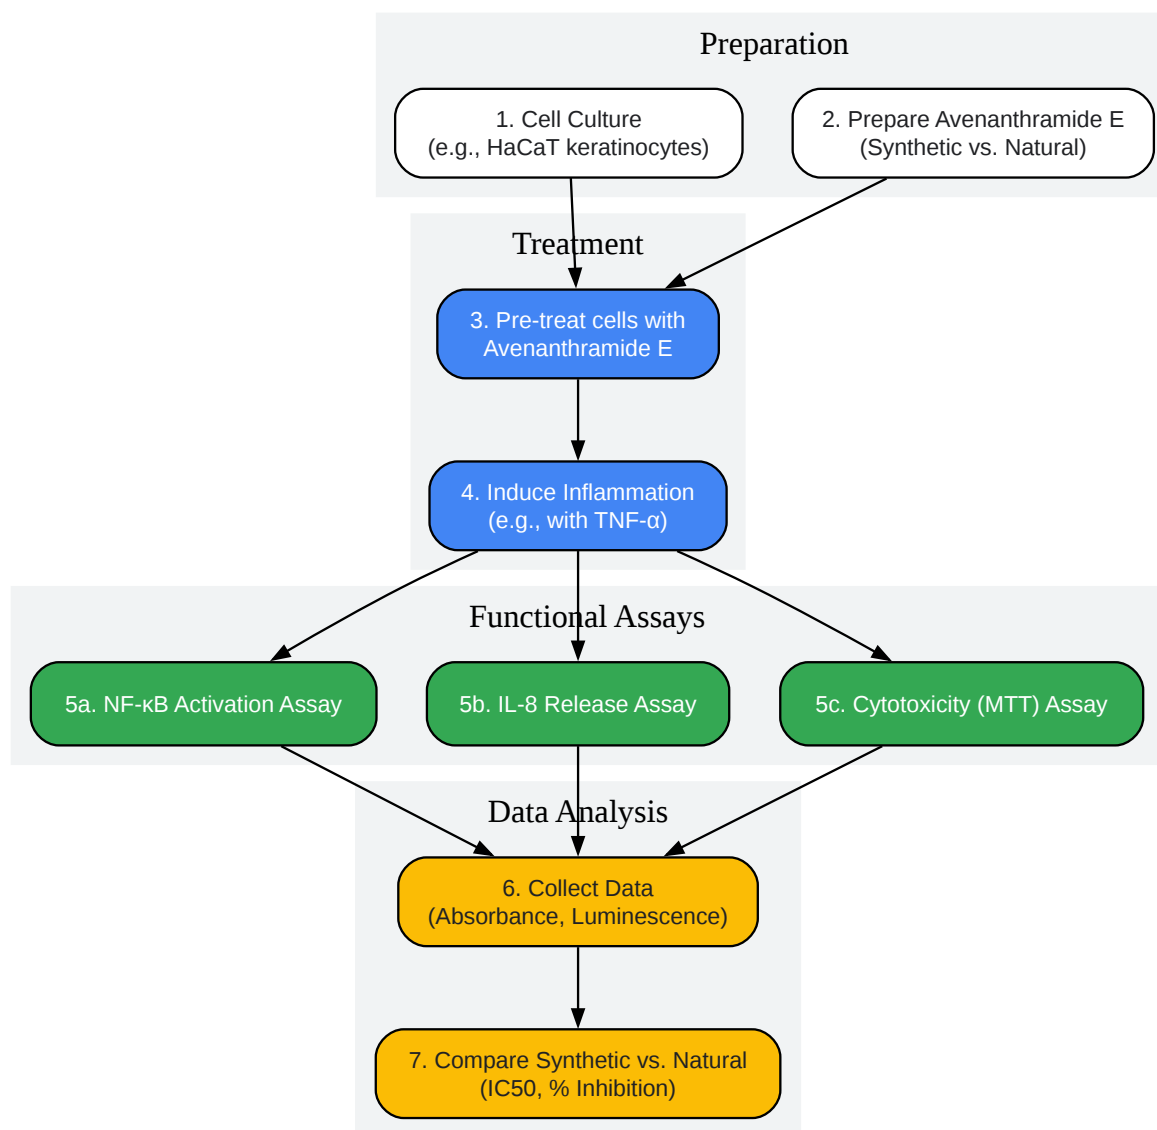 Preparation
1. Cell Culture
(e.g., HaCaT keratinocytes)
2. Prepare Avenanthramide E
(Synthetic vs. Natural)
Treatment
3. Pre-treat cells with
Avenanthramide E
4. Induce Inflammation
(e.g., with TNF-α)
Functional Assays
5a. NF-κB Activation Assay
5b. IL-8 Release Assay
5c. Cytotoxicity (MTT) Assay
Data Analysis
6. Collect Data
(Absorbance, Luminescence)
7. Compare Synthetic vs. Natural
(IC50, % Inhibition)